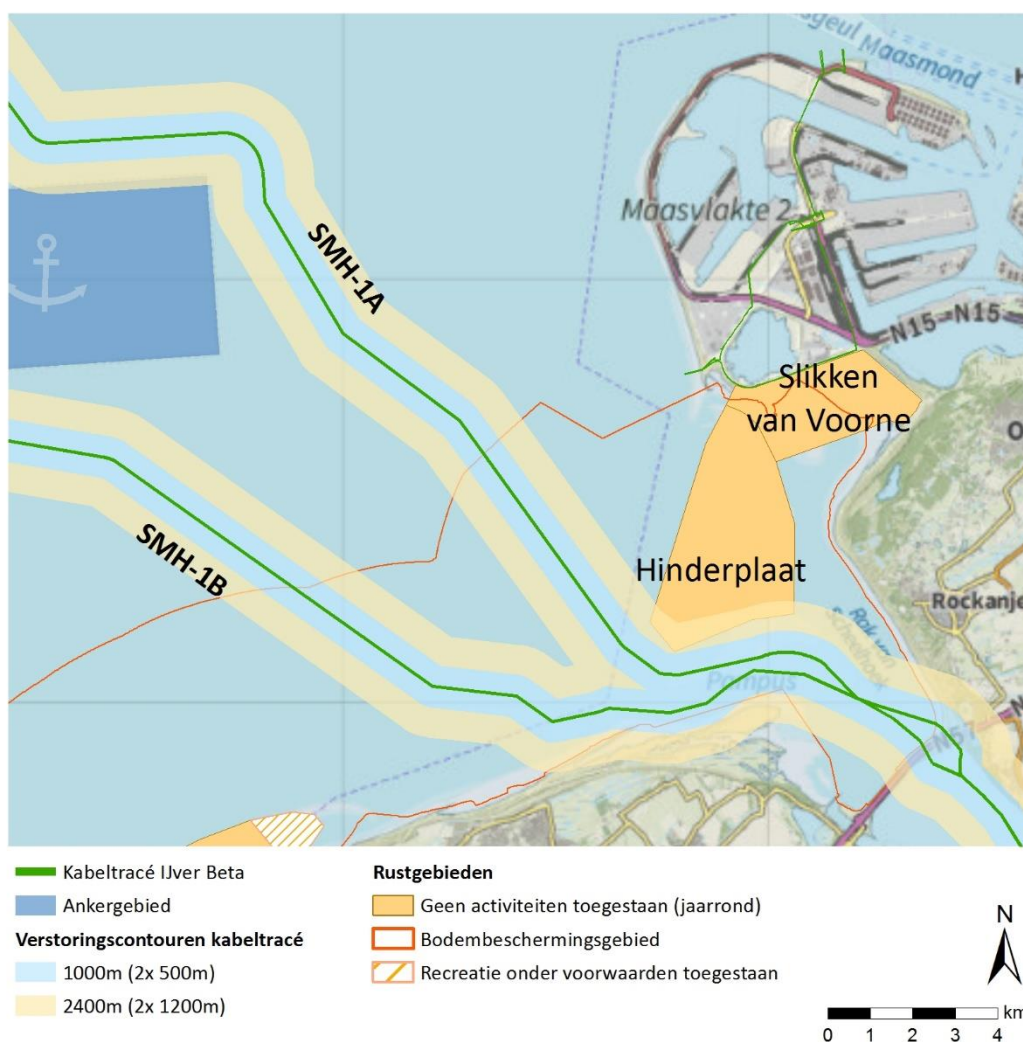 Maasmond
Maasvlakte 2
SMH-1A
N15
N15
Slikken
van Voorne
SMH-1B
Hinderplaat
Rockanje
Pampus
N57
Kabeltracé IJver Beta
Ankergebied
Verstoringscontouren kabeltracé
1000m (2x 500m)
2400m (2x 1200m)
Rustgebieden
Geen activiteiten toegestaan (jaarrond)
Bodembeschermingsgebied
Recreatie onder voorwaarden toegestaan
N
km
0 1 2 3 4